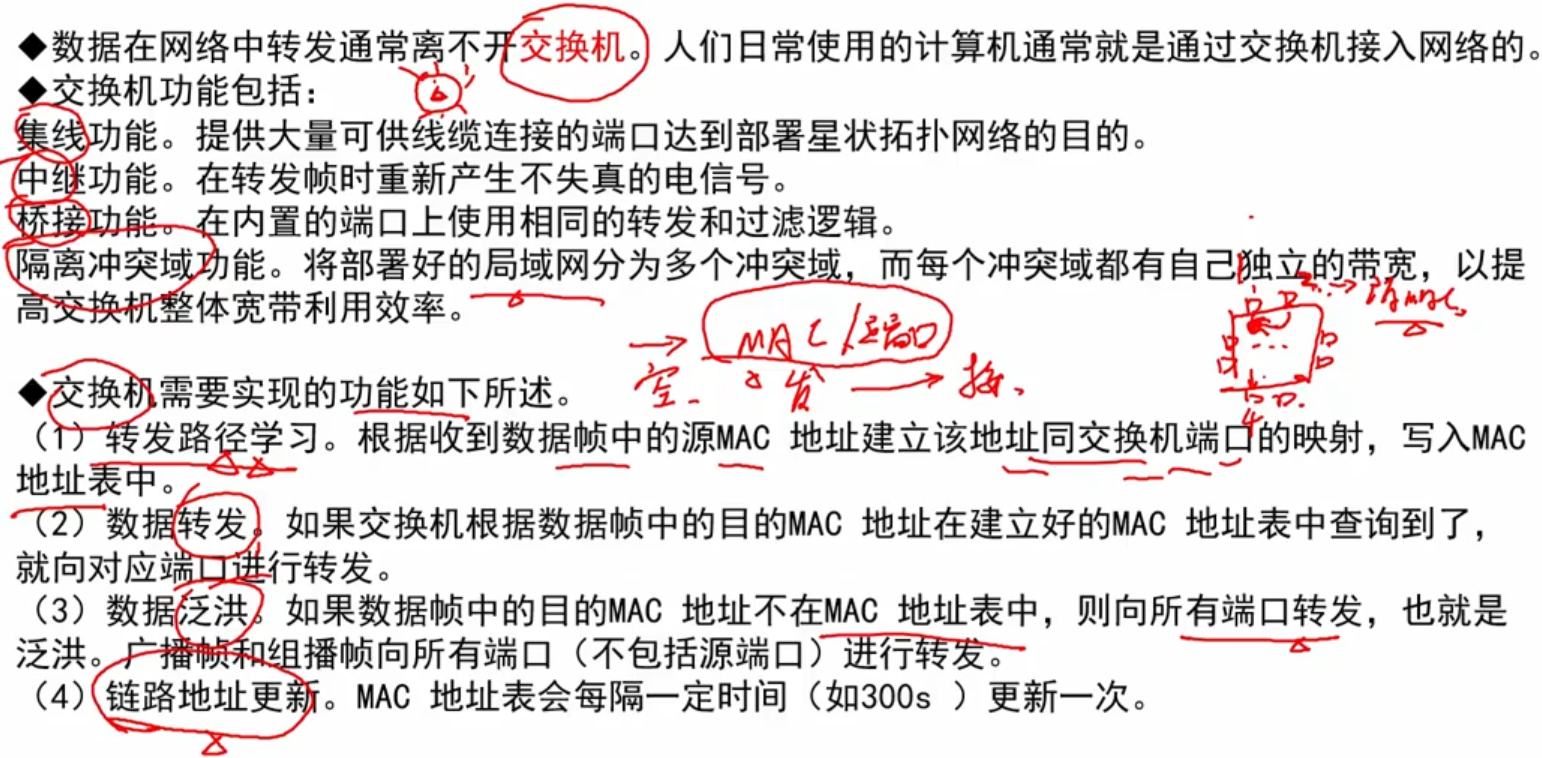 ◆数据在网络中转发通常离不开交换机。人们日常使用的计算机通常就是通过交换机接入网络的。
◆交换机功能包括：
集线功能。提供大量可供线缆连接的端口达到部署星状拓扑网络的目的。
中继功能。在转发帧时重新产生不失真的电信号。
桥接功能。在内置的端口上使用相同的转发和过滤逻辑。
隔离冲突域功能。将部署好的局域网分为多个冲突域，而每个冲突域都有自己独立的带宽，以提
高交换机整体宽带利用效率。
MAC/端口
空 发 接
4
◆交换机需要实现的功能如下所述。
（1）转发路径学习。根据收到数据帧中的源MAC 地址建立该地址同交换机端口的映射，写入MAC
地址表中。
（2）数据转发。如果交换机根据数据帧中的目的MAC 地址在建立好的MAC 地址表中查询到了，
就向对应端口进行转发。
（3）数据泛洪。如果数据帧中的目的MAC 地址不在MAC 地址表中，则向所有端口转发，也就是
泛洪。广播帧和组播帧向所有端口（不包括源端口）进行转发。
（4）链路地址更新。MAC 地址表会每隔一定时间（如300s ）更新一次。